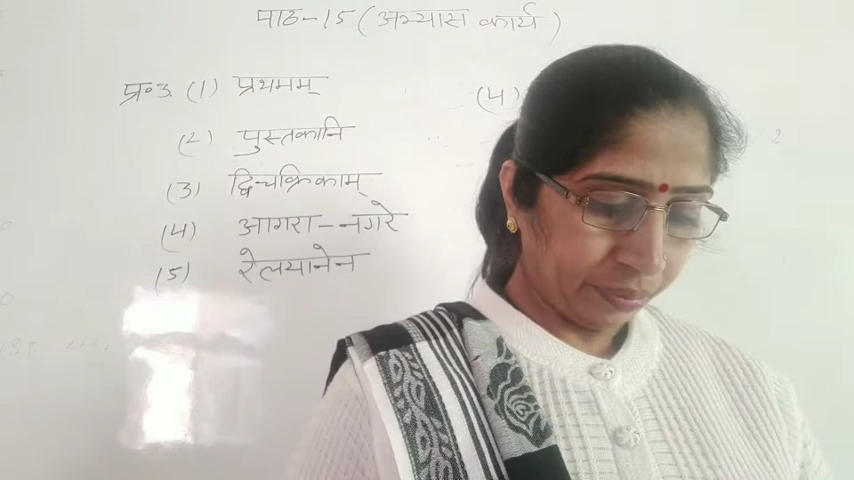 पाठ-15 (अभ्यास कार्य)
प्र०3. (1) प्रथमम्
(2) पुस्तकानि
(3) द्विचक्रिकाम्
(4) आगरा-नगरे
(5) रेलयानेन
(4)